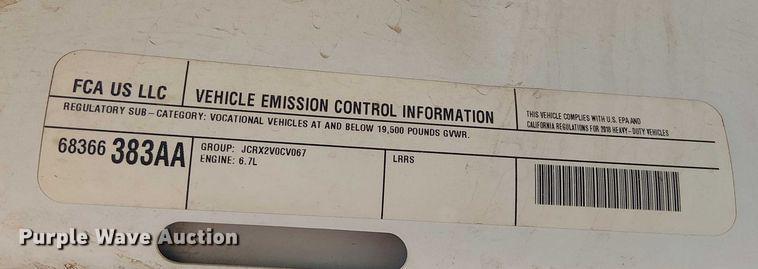 FCA US LLC
VEHICLE EMISSION CONTROL INFORMATION
THIS VEHICLE COMPLIES WITH U.S. EPA AND
CALIFORNIA REGULATIONS FOR 2018 HEAVY-DUTY VEHICLES
REGULATORY SUB-CATEGORY: VOCATIONAL VEHICLES AT AND BELOW 19,500 POUNDS GVWR.
68366 383AA
GROUP: JCRX2V0CV067
ENGINE: 6.7L
LRRS
Purple Wave Auction